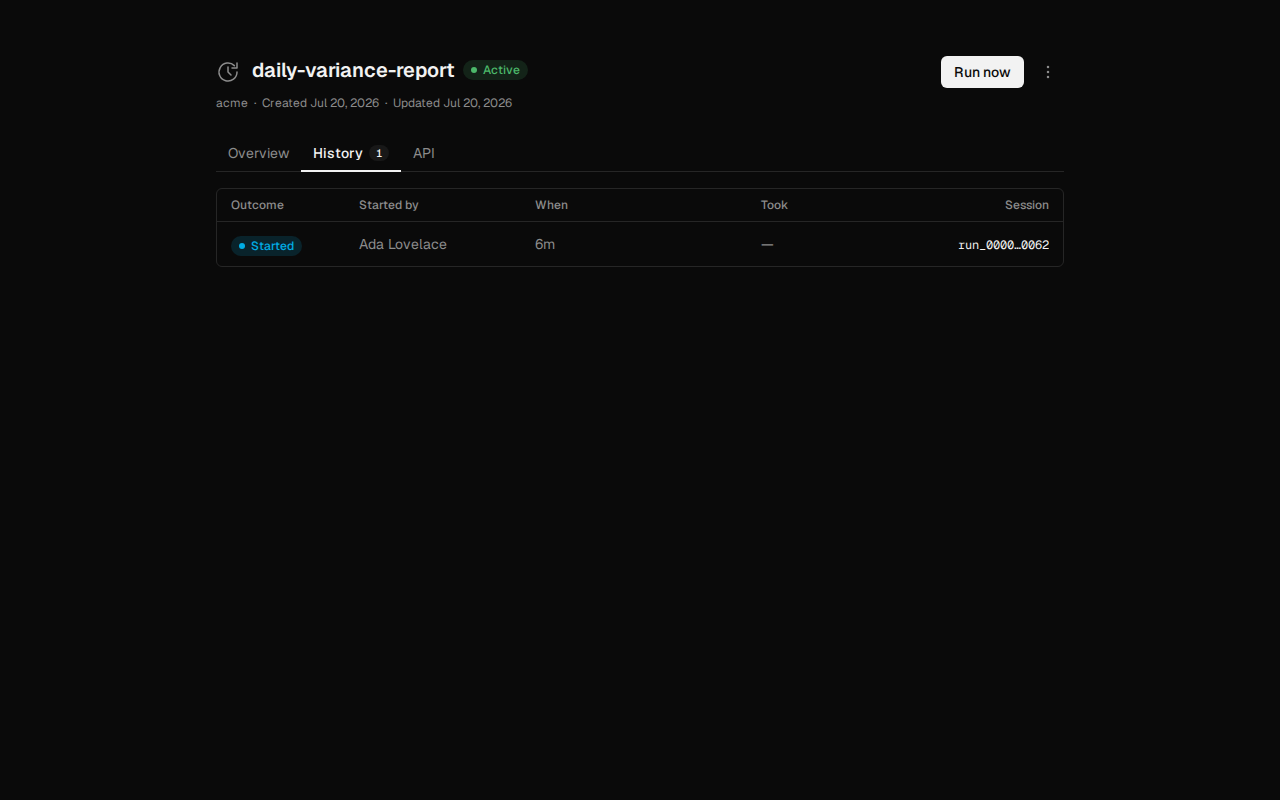 daily-variance-report Active Run now
acme · Created Jul 20, 2026 · Updated Jul 20, 2026
Overview History 1 API
Outcome Started by When Took Session
Started Ada Lovelace 6m — run_0000…0062